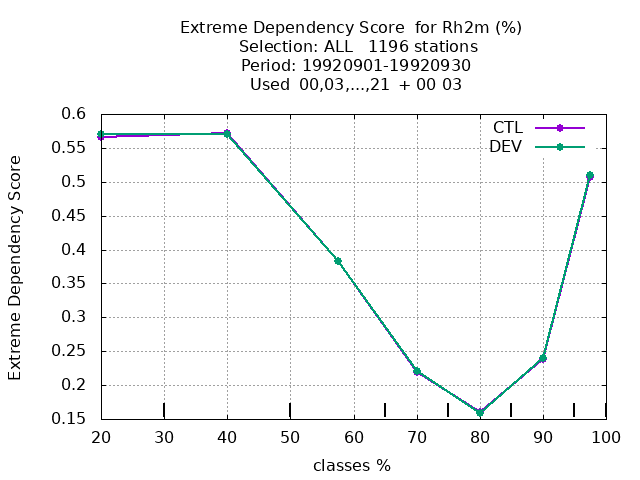 Extreme Dependency Score  for Rh2m (%)
Selection: ALL   1196 stations
Period: 19920901-19920930
Used  00,03,...,21  + 00 03
CTL
DEV
Extreme Dependency Score
0.6
0.55
0.5
0.45
0.4
0.35
0.3
0.25
0.2
0.15
20 30 40 50 60 70 80 90 100
classes %